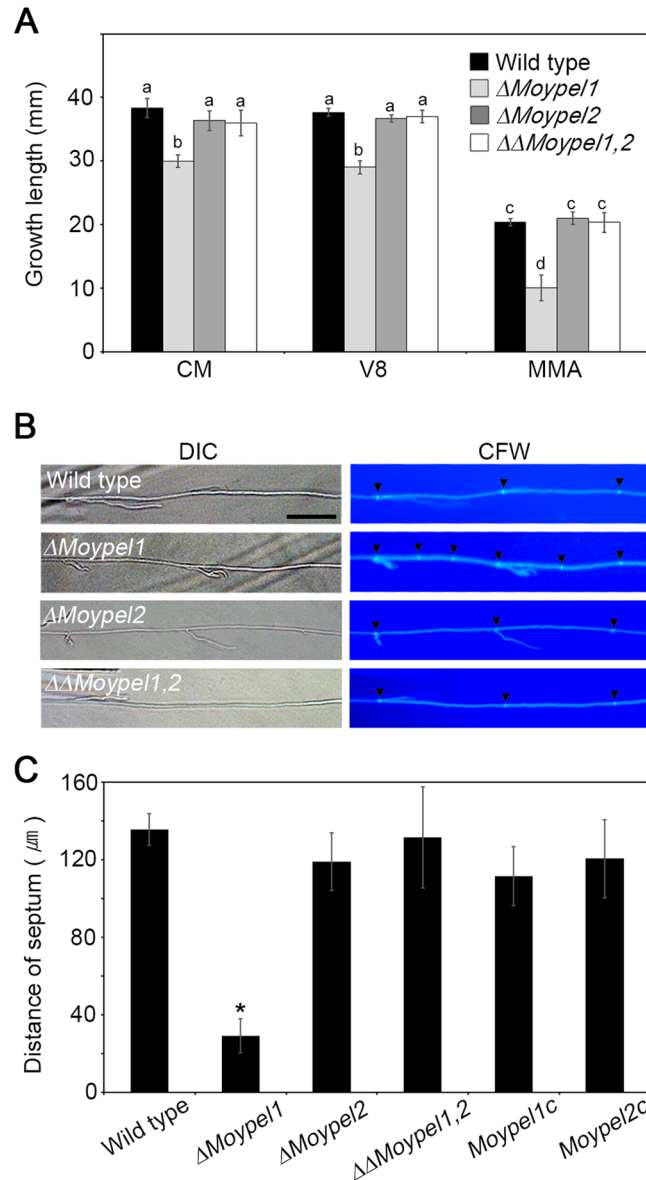 A
Growth length (mm)
40
30
20
10
0
a
b
a
a
a
b
a
a
c
d
c
c
CM
V8
MMA
Wild type
ΔMoypel1
ΔMoypel2
ΔΔMoypel1,2
B
DIC
CFW
Wild type
ΔMoypel1
ΔMoypel2
ΔΔMoypel1,2
C
Distance of septum ( ㎛ )
160
120
80
40
0
*
Wild type
ΔMoypel1
ΔMoypel2
ΔΔMoypel1,2
Moypel1c
Moypel2c